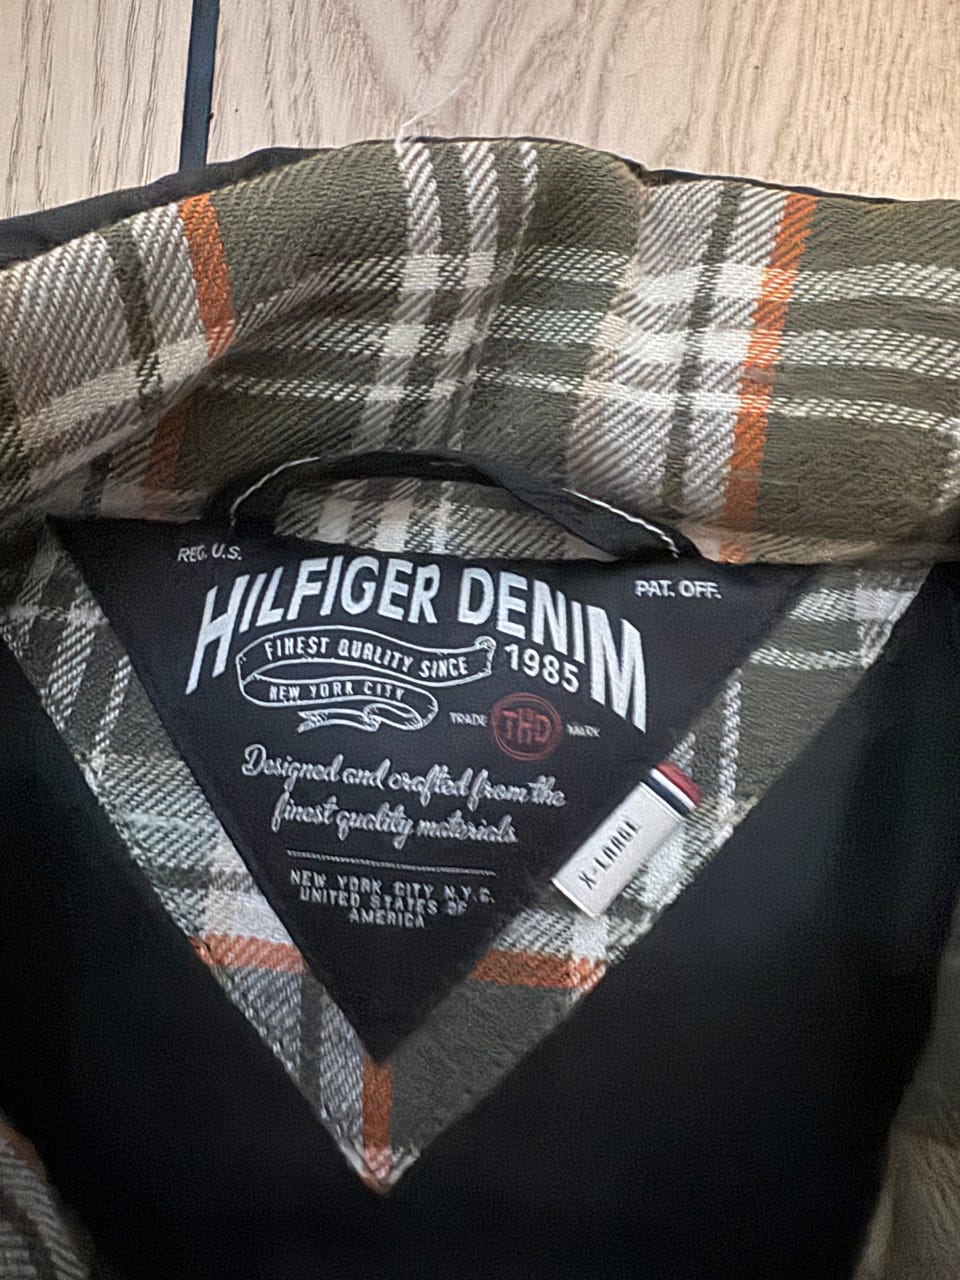 REG. U.S.
PAT. OFF.
HILFIGER DENIM
FINEST QUALITY SINCE
1985
NEW YORK CITY
TRADE THD MARK
Designed and crafted from the
finest quality materials.
NEW YORK CITY N.Y.C.
UNITED STATES OF
AMERICA
X-LARGE